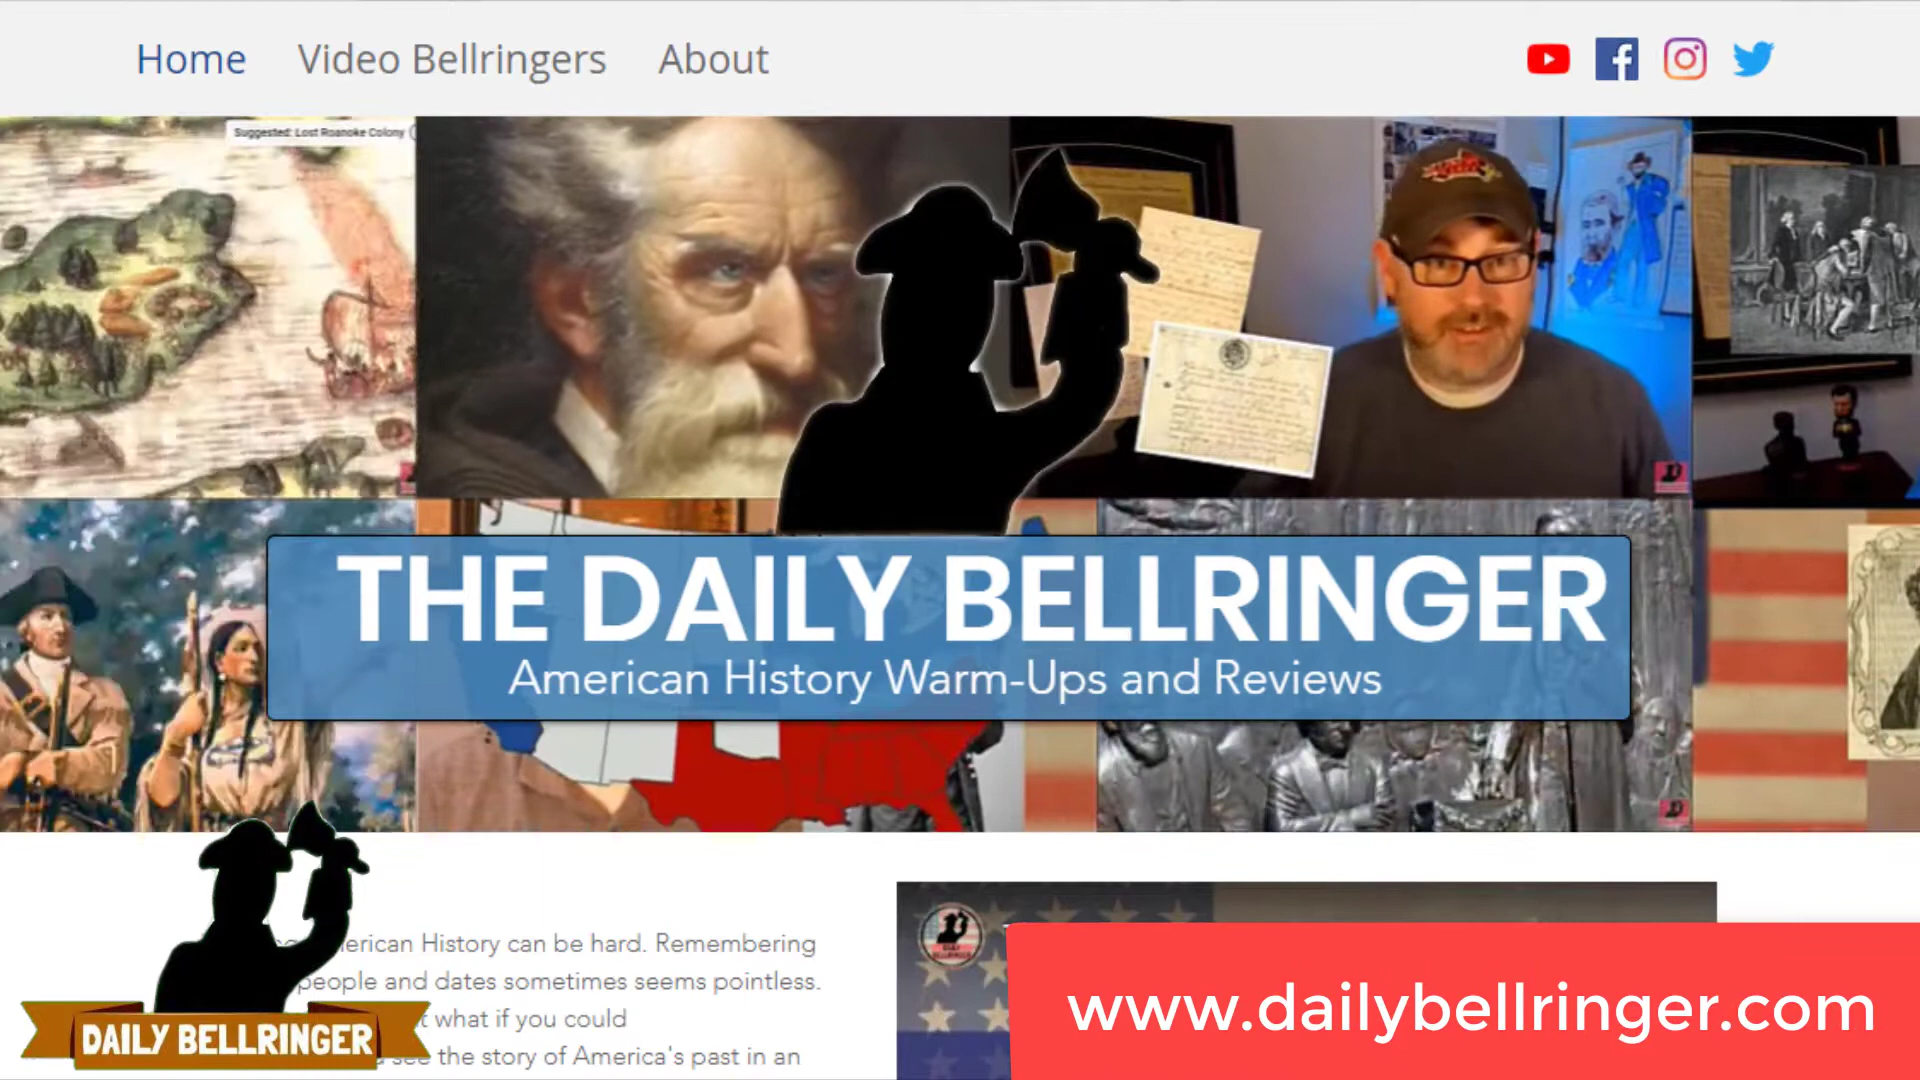 Home Video Bellringers About
Suggested: Lost Roanoke Colony
THE DAILY BELLRINGER
American History Warm-Ups and Reviews
American History can be hard. Remembering
people and dates sometimes seems pointless.
what if you could
see the story of America's past in an
DAILY BELLRINGER
www.dailybellringer.com